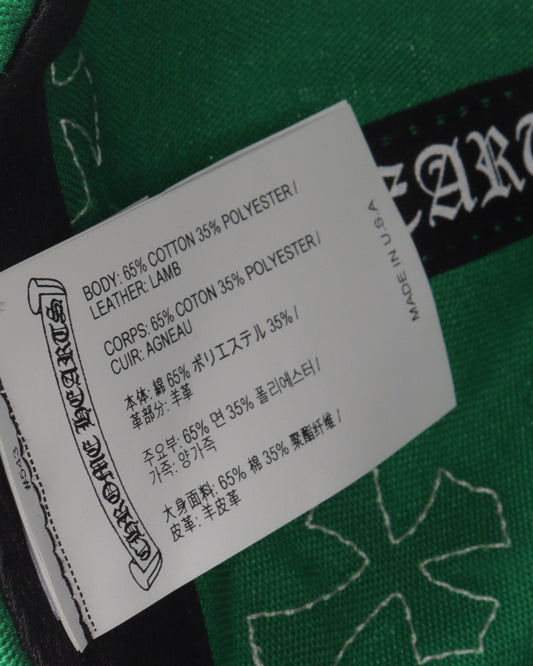 BODY: 65% COTTON 35% POLYESTER /
LEATHER: LAMB
CORPS: 65% COTON 35% POLYESTER /
CUIR: AGNEAU
本体: 綿 65% ポリエステル 35% /
革部分: 羊革
주요부: 65% 면 35% 폴리에스터 /
가족: 양가족
大身面料: 65% 棉 35% 聚酯纤维 /
皮革: 羊皮革
CHROME HEARTS
MADE IN U.S.A